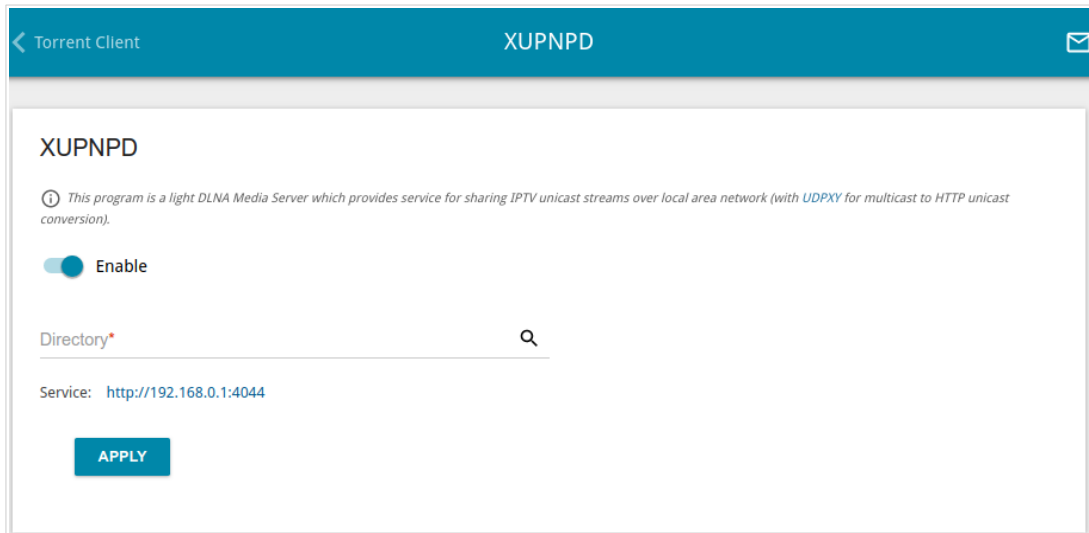 Torrent Client
XUPNPD
XUPNPD
This program is a light DLNA Media Server which provides service for sharing IPTV unicast streams over local area network (with UDPXY for multicast to HTTP unicast
conversion).
Enable
Directory*
Service: http://192.168.0.1:4044
APPLY